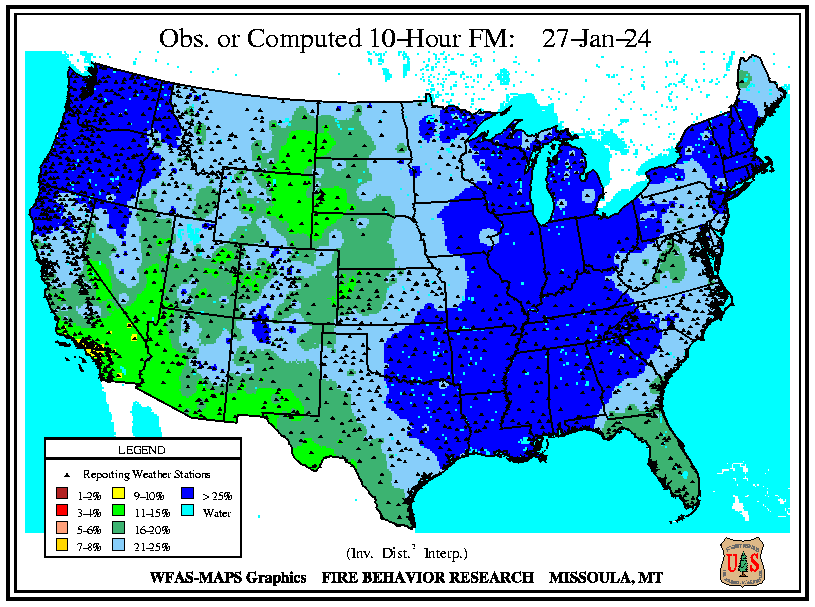 Obs. or Computed 10-Hour FM: 27-Jan-24
LEGEND
Reporting Weather Stations
1-2% 9-10% > 25%
3-4% 11-15% Water
5-6% 16-20%
7-8% 21-25%
(Inv. Dist.² Interp.)
WFAS-MAPS Graphics FIRE BEHAVIOR RESEARCH MISSOULA, MT
U S